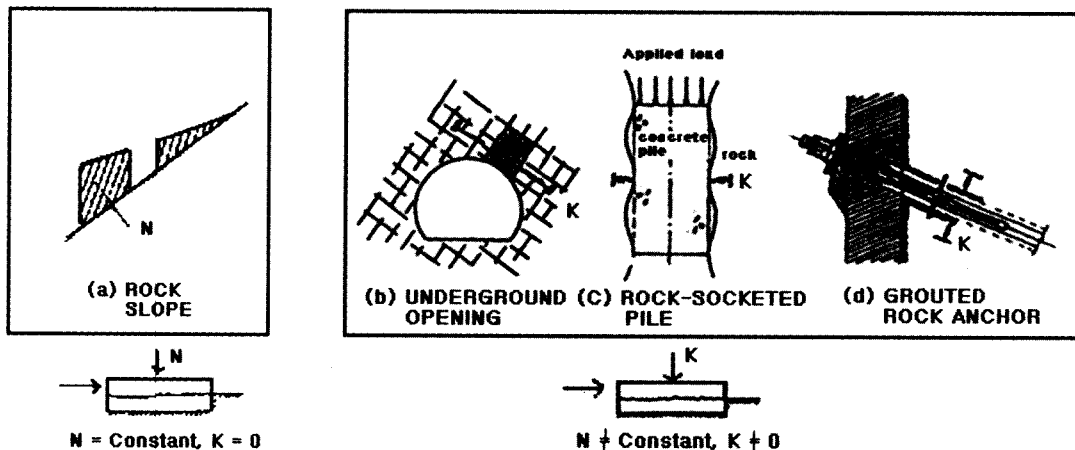 N
(a) ROCK
SLOPE
K
(b) UNDERGROUND
OPENING
Applied load
concrete
pile
rock
K
(c) ROCK-SOCKETED
PILE
K
(d) GROUTED
ROCK ANCHOR
N
N = Constant, K = 0
K
N ≠ Constant, K ≠ 0